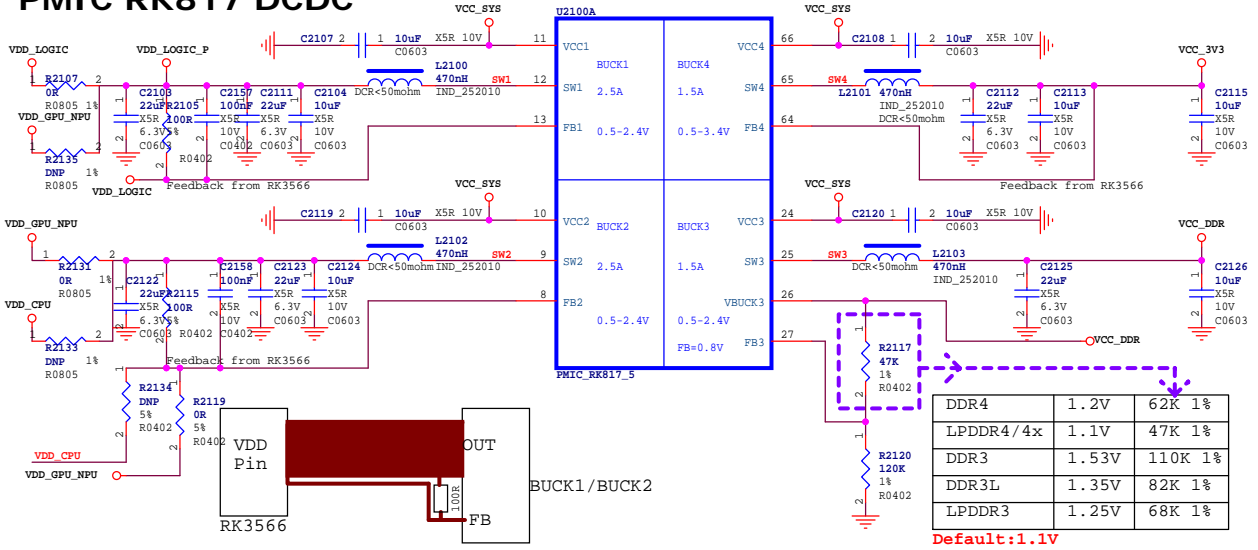 PMIC RK817 DCDC
VDD_LOGIC
VDD_LOGIC_P
1 R2107 2
0R
R0805 1%
VDD_GPU_NPU
1 2
R2135
DNP 1%
R0805
VDD_LOGIC
C2103
22uF
X5R
6.3V
C0603
R2105
100R
5%
R0402
C2157
100nF
X5R
10V
C0402
C2111
22uF
X5R
6.3V
C0603
C2104
10uF
X5R
10V
C0603
Feedback from RK3566
VCC_SYS
C2107 2 1 10uF X5R 10V
C0603
L2100
470nH SW1
DCR<50mohm IND_252010
U2100A
11 VCC1
12 SW1
13 FB1
BUCK1
2.5A
0.5-2.4V
BUCK4
1.5A
0.5-3.4V
VCC4 66
SW4 65
FB4 64
VCC_SYS
C2108 1 2 10uF X5R 10V
C0603
VCC_3V3
SW4
L2101 470nH
IND_252010
DCR<50mohm
C2112
22uF
X5R
6.3V
C0603
C2113
10uF
X5R
10V
C0603
C2115
10uF
X5R
10V
C0603
Feedback from RK3566
VDD_GPU_NPU
1 2
R2131
0R 1%
R0805
VDD_CPU
1 2
R2133
DNP 1%
R0805
C2122
22uF
X5R
6.3V
C0603
R2115
100R
5%
R0402
C2158
100nF
X5R
10V
C0402
C2123
22uF
X5R
6.3V
C0603
C2124
10uF
X5R
10V
C0603
Feedback from RK3566
VCC_SYS
C2119 2 1 10uF X5R 10V
C0603
L2102
470nH SW2
DCR<50mohm IND_252010
10 VCC2
9 SW2
8 FB2
BUCK2
2.5A
0.5-2.4V
BUCK3
1.5A
0.5-2.4V
FB=0.8V
VCC3 24
SW3 25
VBUCK3 26
FB3 27
PMIC_RK817_5
VCC_SYS
C2120 1 2 10uF X5R 10V
C0603
VCC_DDR
SW3 L2103
DCR<50mohm 470nH
IND_252010
C2125
22uF
X5R
6.3V
C0603
C2126
10uF
X5R
10V
C0603
VCC_DDR
1
R2117
47K
1%
R0402
2
1
R2120
120K
1%
R0402
2
R2134
DNP
5%
R0402
R2119
0R
5%
R0402
VDD_CPU
VDD_GPU_NPU
VDD
Pin
RK3566
OUT
100R
FB
BUCK1/BUCK2
DDR4 1.2V 62K 1%
LPDDR4/4x 1.1V 47K 1%
DDR3 1.53V 110K 1%
DDR3L 1.35V 82K 1%
LPDDR3 1.25V 68K 1%
Default:1.1V